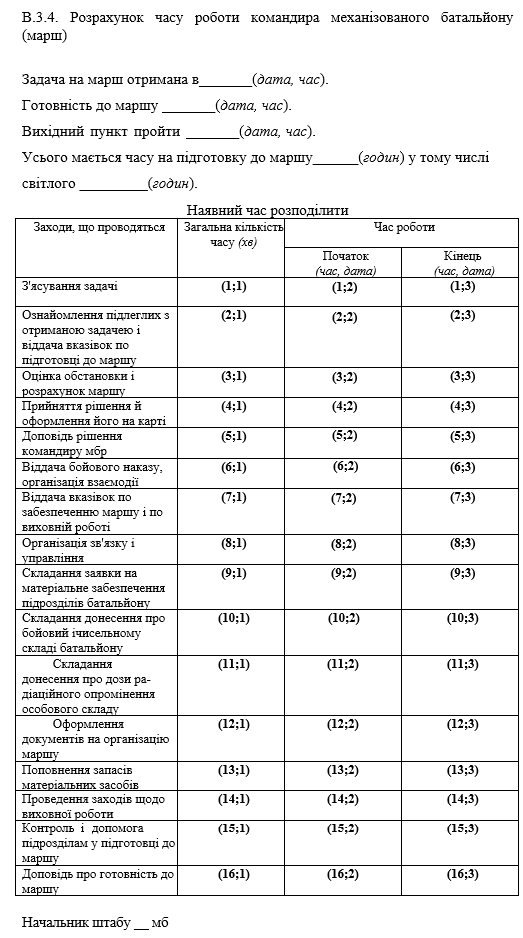 В.3.4. Розрахунок часу роботи командира механізованого батальйону
(марш)
Задача на марш отримана в_______(дата, час).
Готовність до маршу _______(дата, час).
Вихідний пункт пройти _______(дата, час).
Усього мається часу на підготовку до маршу______(годин) у тому числі
світлого _________(годин).
Наявний час розподілити
Заходи, що проводяться
Загальна кількість
часу (хв)
Час роботи
Початок
(час, дата)
Кінець
(час, дата)
З'ясування задачі (1;1) (1;2) (1;3)
Ознайомлення підлеглих з (2;1) (2;2) (2;3)
отриманою задачею і
віддача вказівок по
підготовці до маршу
Оцінка обстановки і (3;1) (3;2) (3;3)
розрахунок маршу
Прийняття рішення й (4;1) (4;2) (4;3)
оформлення його на карті
Доповідь рішення (5;1) (5;2) (5;3)
командиру мбр
Віддача бойового наказу, (6;1) (6;2) (6;3)
організація взаємодії
Віддача вказівок по (7;1) (7;2) (7;3)
забезпеченню маршу і по
виховній роботі
Організація зв'язку і (8;1) (8;2) (8;3)
управління
Складання заявки на (9;1) (9;2) (9;3)
матеріальне забезпечення
підрозділів батальйону
Складання донесення про (10;1) (10;2) (10;3)
бойовий ічисельному
складі батальйону
Складання (11;1) (11;2) (11;3)
донесення про дози ра-
діаційного опромінення
особового складу
Оформлення (12;1) (12;2) (12;3)
документів на організацію
маршу
Поповнення запасів (13;1) (13;2) (13;3)
матеріальних засобів
Проведення заходів щодо (14;1) (14;2) (14;3)
виховної роботи
Контроль і допомога (15;1) (15;2) (15;3)
підрозділам у підготовці до
маршу
Доповідь про готовність до (16;1) (16;2) (16;3)
маршу
Начальник штабу __ мб